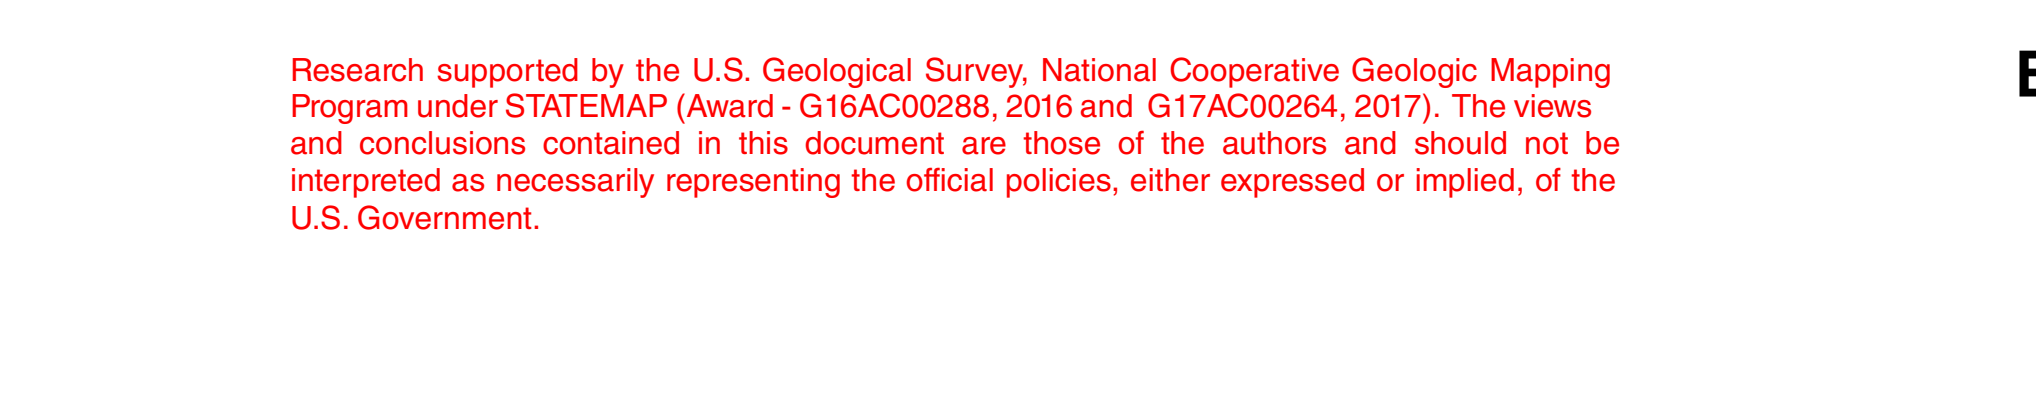 Research supported by the U.S. Geological Survey, National Cooperative Geologic Mapping
Program under STATEMAP (Award - G16AC00288, 2016 and  G17AC00264, 2017).  The views
and conclusions contained in this document are those of the authors and should not be
interpreted as necessarily representing the official policies, either expressed or implied, of the
U.S. Government.